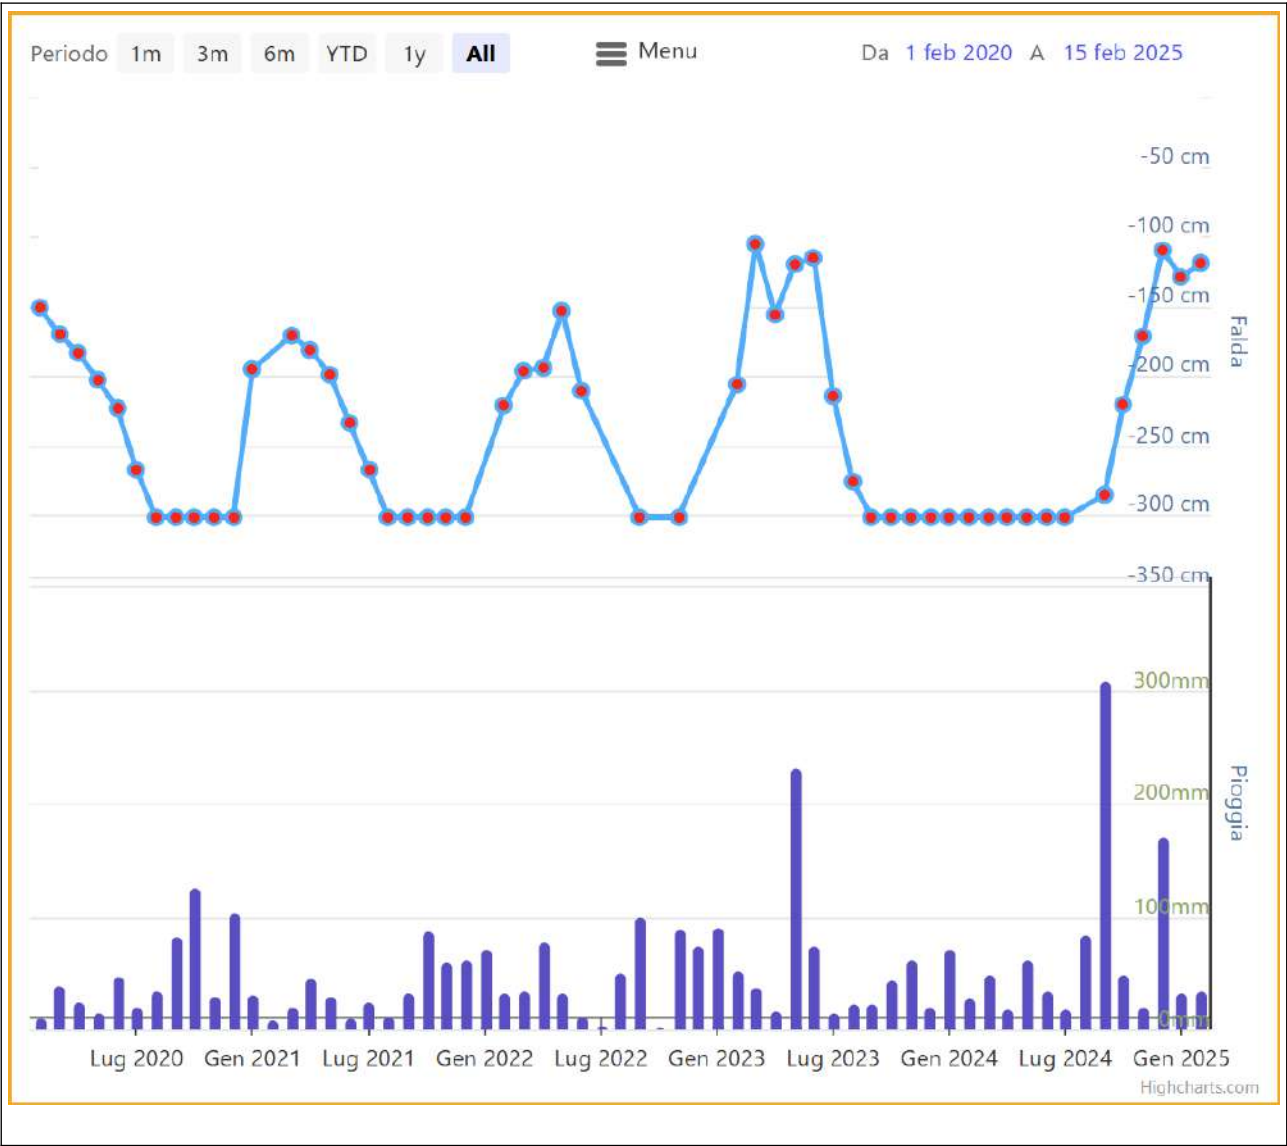 Periodo 1m 3m 6m YTD 1y All Menu Da 1 feb 2020 A 15 feb 2025
-50 cm
-100 cm
-150 cm
-200 cm
-250 cm
-300 cm
-350 cm
Falda
300mm
200mm
100mm
0mm
Pioggia
Lug 2020 Gen 2021 Lug 2021 Gen 2022 Lug 2022 Gen 2023 Lug 2023 Gen 2024 Lug 2024 Gen 2025
Highcharts.com